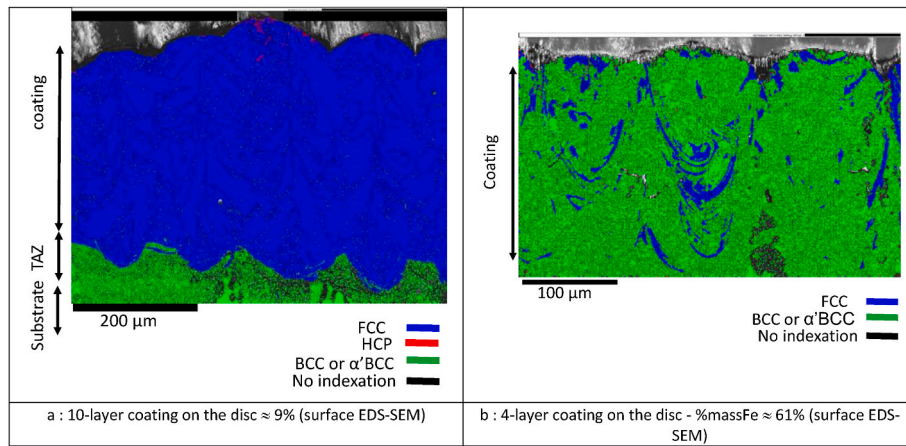 coating
TAZ
Substrate
200 μm
FCC
HCP
BCC or α'BCC
No indexation
Coating
100 μm
FCC
BCC or α'BCC
No indexation
a : 10-layer coating on the disc ≈ 9% (surface EDS-SEM)
b : 4-layer coating on the disc - %massFe ≈ 61% (surface EDS-
SEM)